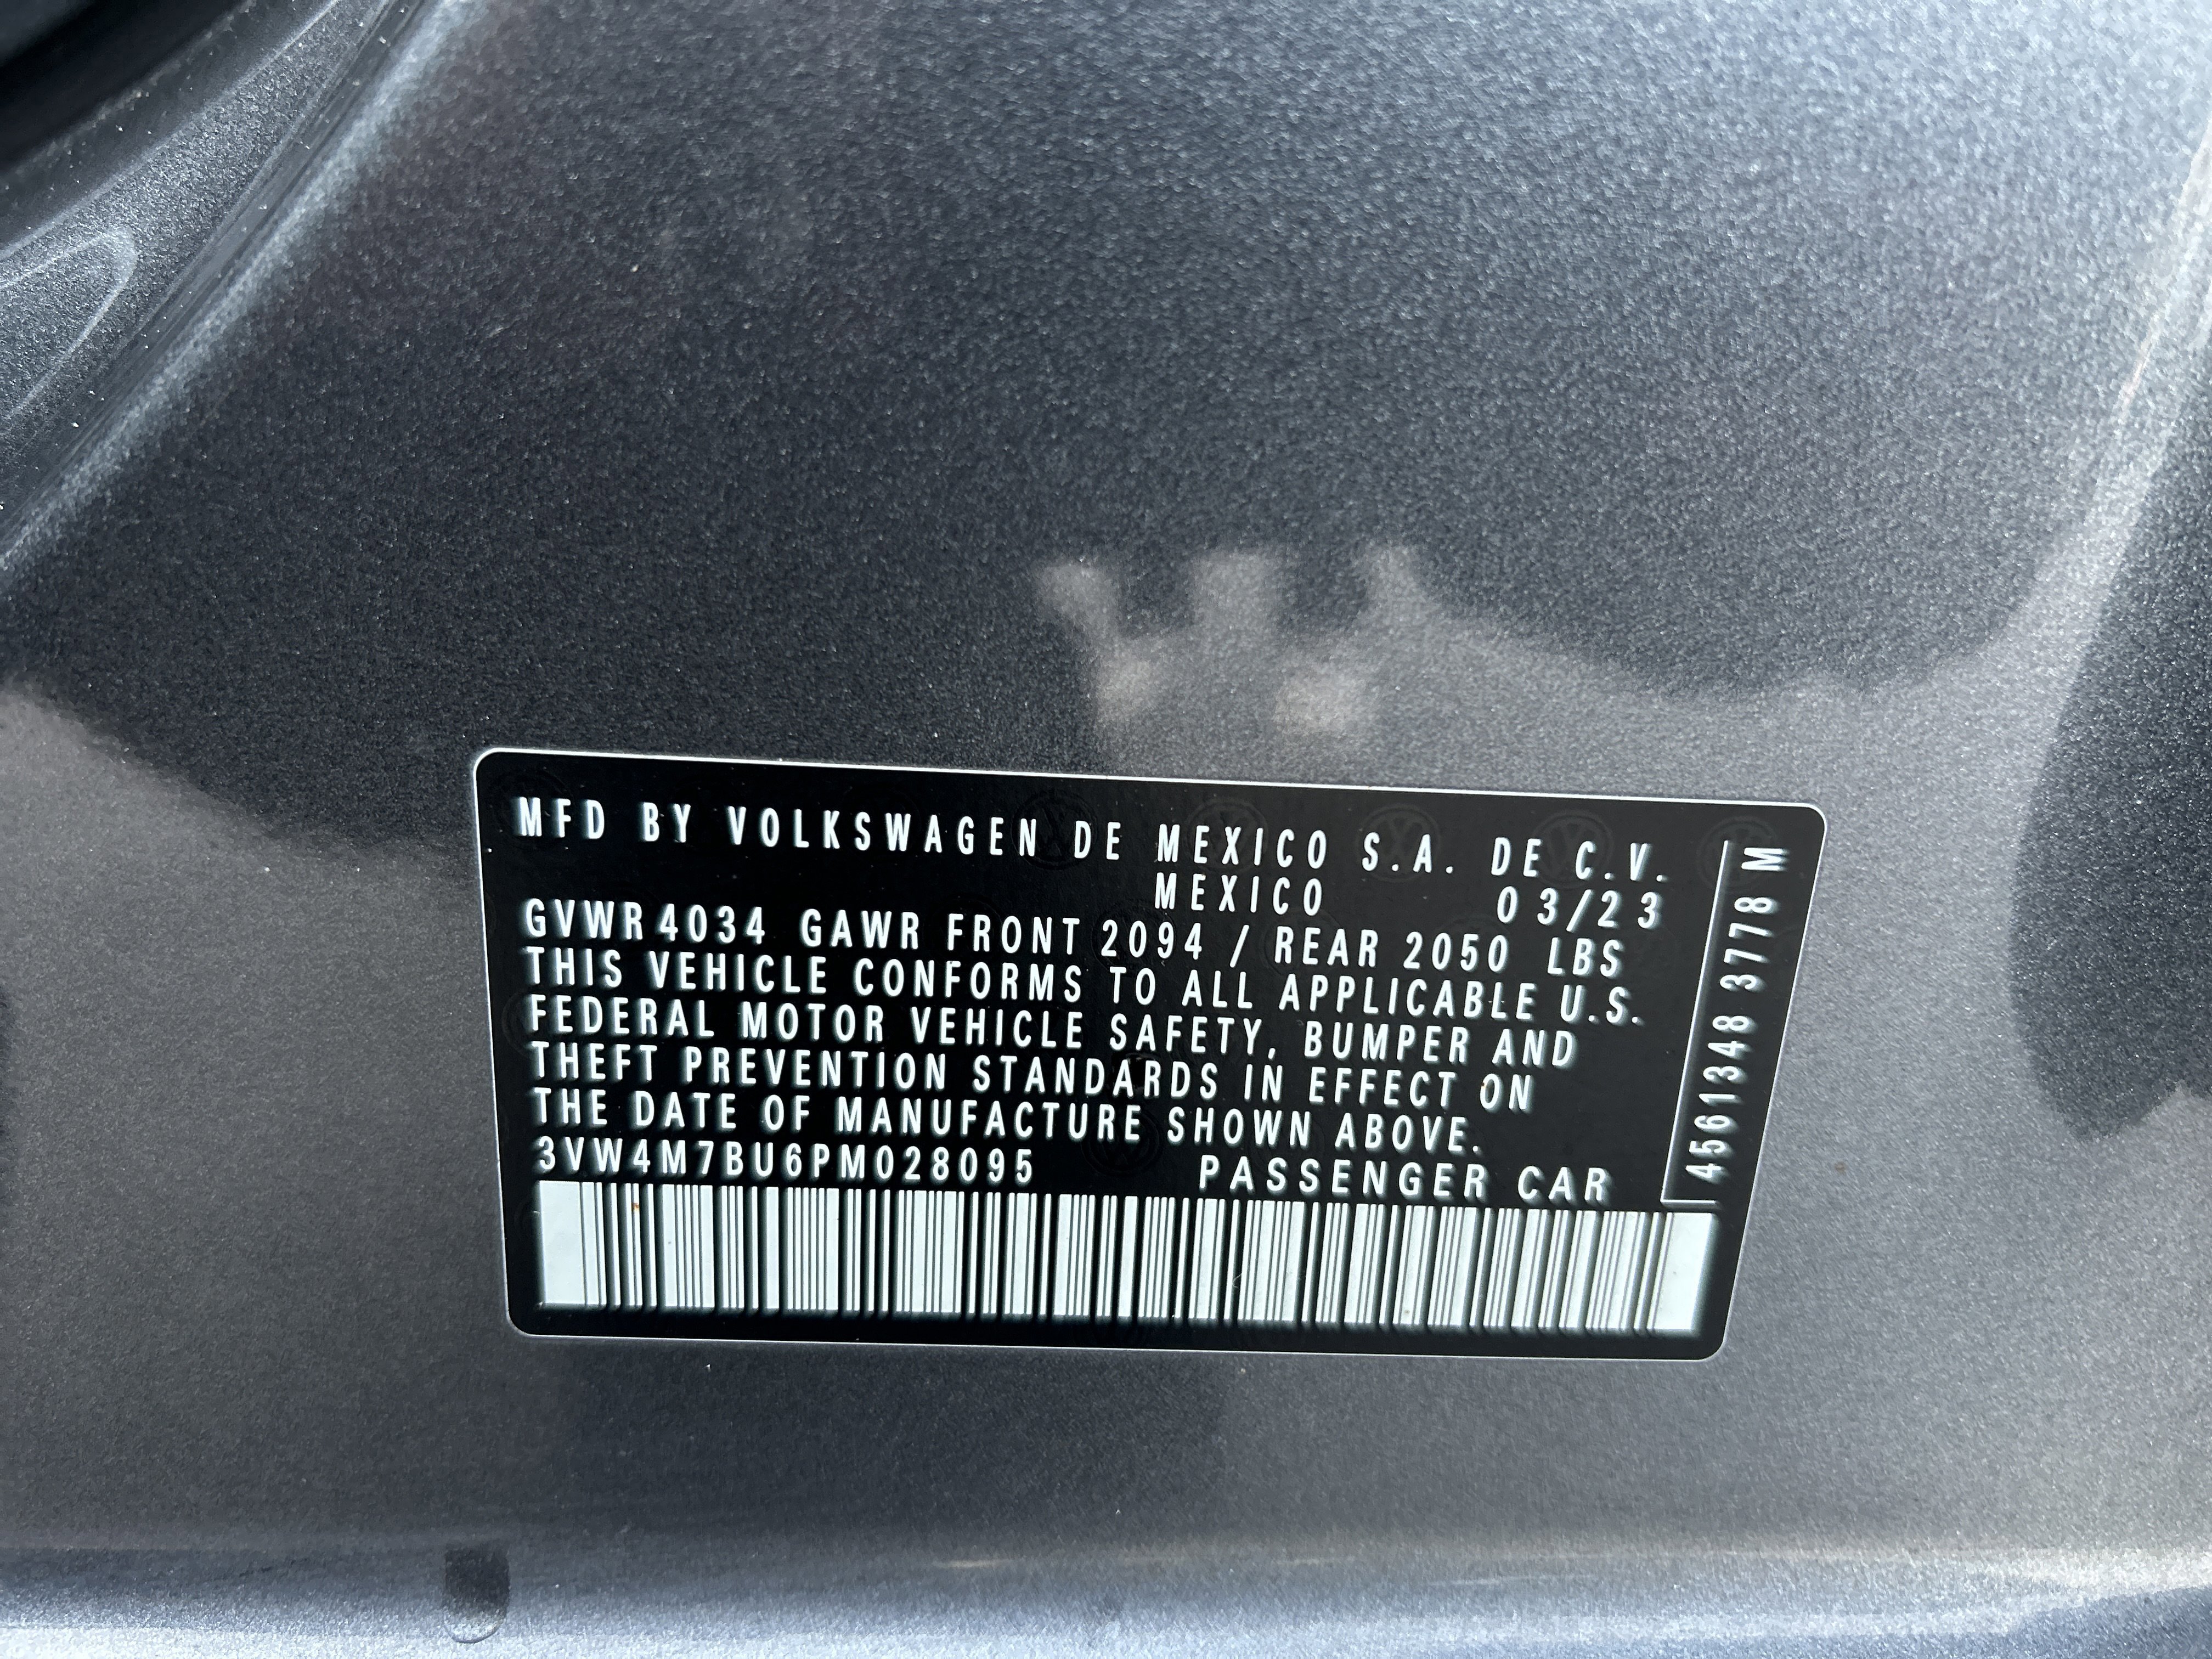 MFD BY VOLKSWAGEN DE MEXICO S.A. DE C.V.
MEXICO 03/23
GVWR 4034 GAWR FRONT 2094 / REAR 2050 LBS
THIS VEHICLE CONFORMS TO ALL APPLICABLE U.S.
FEDERAL MOTOR VEHICLE SAFETY, BUMPER AND
THEFT PREVENTION STANDARDS IN EFFECT ON
THE DATE OF MANUFACTURE SHOWN ABOVE.
3VW4M7BU6PM028095 PASSENGER CAR
4561348 3778 M